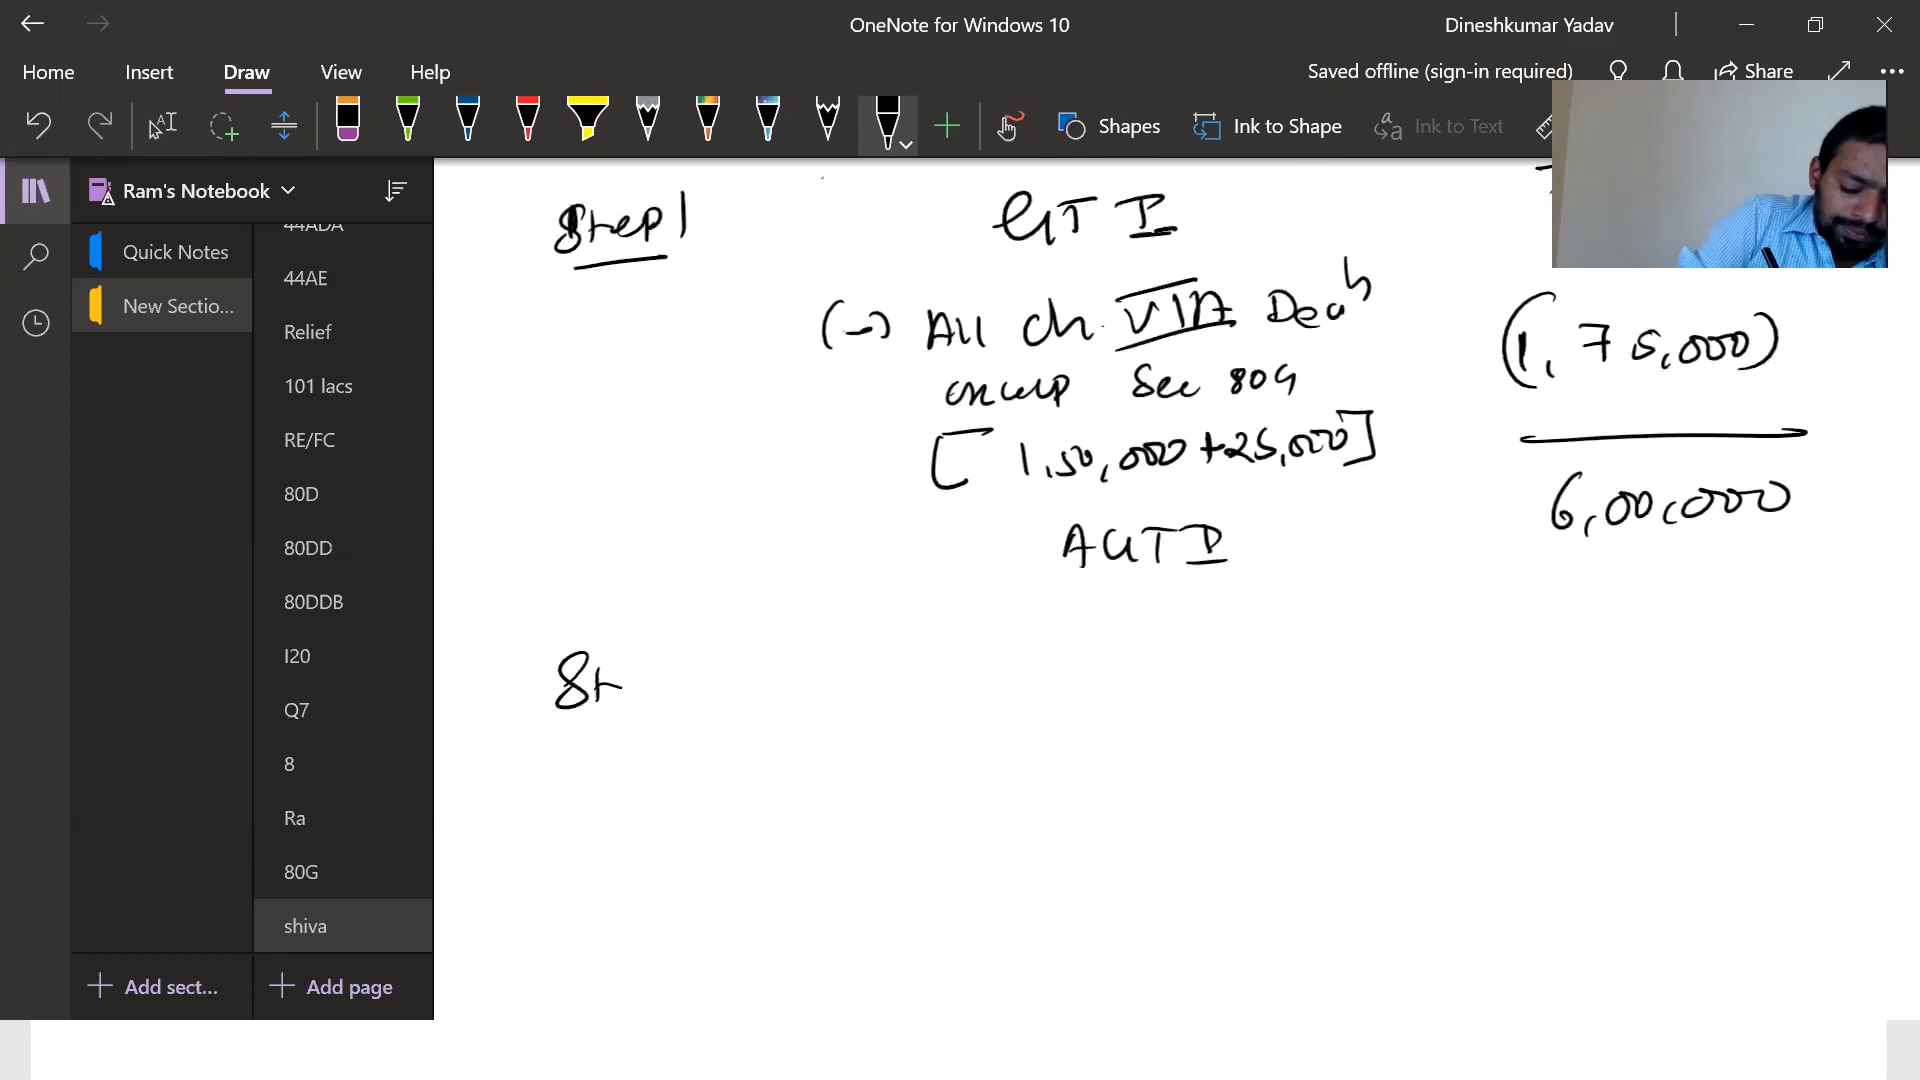 OneNote for Windows 10
Dineshkumar Yadav
Home Insert Draw View Help
Saved offline (sign-in required)
Share
Shapes
Ink to Shape
Ink to Text
Ram's Notebook
Quick Notes
New Sectio...
44ADA
44AE
Relief
101 lacs
RE/FC
80D
80DD
80DDB
I20
Q7
8
Ra
80G
shiva
Add sect...
Add page
Step 1 GTI
(-) All Ch. VIA
Sec 80G (1,75,000)
[1,50,000+25,000]
AGTI 6,00,000
St